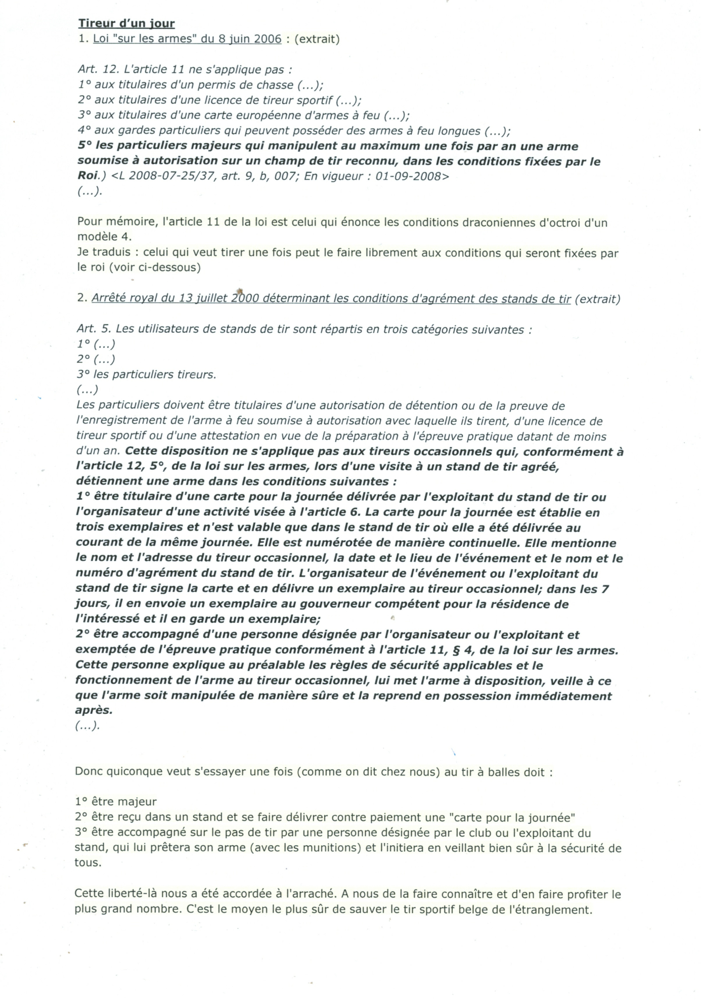 Tireur d'un jour
1. Loi "sur les armes" du 8 juin 2006 : (extrait)
Art. 12. L'article 11 ne s'applique pas :
1° aux titulaires d'un permis de chasse (...);
2° aux titulaires d'une licence de tireur sportif (...);
3° aux titulaires d'une carte européenne d'armes à feu (...);
4° aux gardes particuliers qui peuvent posséder des armes à feu longues (...);
5° les particuliers majeurs qui manipulent au maximum une fois par an une arme
soumise à autorisation sur un champ de tir reconnu, dans les conditions fixées par le
Roi.) <L 2008-07-25/37, art. 9, b, 007; En vigueur : 01-09-2008>
(...).
Pour mémoire, l'article 11 de la loi est celui qui énonce les conditions draconiennes d'octroi d'un
modèle 4.
Je traduis : celui qui veut tirer une fois peut le faire librement aux conditions qui seront fixées par
le roi (voir ci-dessous)
2. Arrêté royal du 13 juillet 2000 déterminant les conditions d'agrément des stands de tir (extrait)
Art. 5. Les utilisateurs de stands de tir sont répartis en trois catégories suivantes :
1° (...)
2° (...)
3° les particuliers tireurs.
(...)
Les particuliers doivent être titulaires d'une autorisation de détention ou de la preuve de
l'enregistrement de l'arme à feu soumise à autorisation avec laquelle ils tirent, d'une licence de
tireur sportif ou d'une attestation en vue de la préparation à l'épreuve pratique datant de moins
d'un an. Cette disposition ne s'applique pas aux tireurs occasionnels qui, conformément à
l'article 12, 5°, de la loi sur les armes, lors d'une visite à un stand de tir agréé,
détiennent une arme dans les conditions suivantes :
1° être titulaire d'une carte pour la journée délivrée par l'exploitant du stand de tir ou
l'organisateur d'une activité visée à l'article 6. La carte pour la journée est établie en
trois exemplaires et n'est valable que dans le stand de tir où elle a été délivrée au
courant de la même journée. Elle est numérotée de manière continuelle. Elle mentionne
le nom et l'adresse du tireur occasionnel, la date et le lieu de l'événement et le nom et le
numéro d'agrément du stand de tir. L'organisateur de l'événement ou l'exploitant du
stand de tir signe la carte et en délivre un exemplaire au tireur occasionnel; dans les 7
jours, il en envoie un exemplaire au gouverneur compétent pour la résidence de
l'intéressé et il en garde un exemplaire;
2° être accompagné d'une personne désignée par l'organisateur ou l'exploitant et
exemptée de l'épreuve pratique conformément à l'article 11, § 4, de la loi sur les armes.
Cette personne explique au préalable les règles de sécurité applicables et le
fonctionnement de l'arme au tireur occasionnel, lui met l'arme à disposition, veille à ce
que l'arme soit manipulée de manière sûre et la reprend en possession immédiatement
après.
(...).
Donc quiconque veut s'essayer une fois (comme on dit chez nous) au tir à balles doit :
1° être majeur
2° être reçu dans un stand et se faire délivrer contre paiement une "carte pour la journée"
3° être accompagné sur le pas de tir par une personne désignée par le club ou l'exploitant du
stand, qui lui prêtera son arme (avec les munitions) et l'initiera en veillant bien sûr à la sécurité de
tous.
Cette liberté-là nous a été accordée à l'arraché. A nous de la faire connaître et d'en faire profiter le
plus grand nombre. C'est le moyen le plus sûr de sauver le tir sportif belge de l'étranglement.